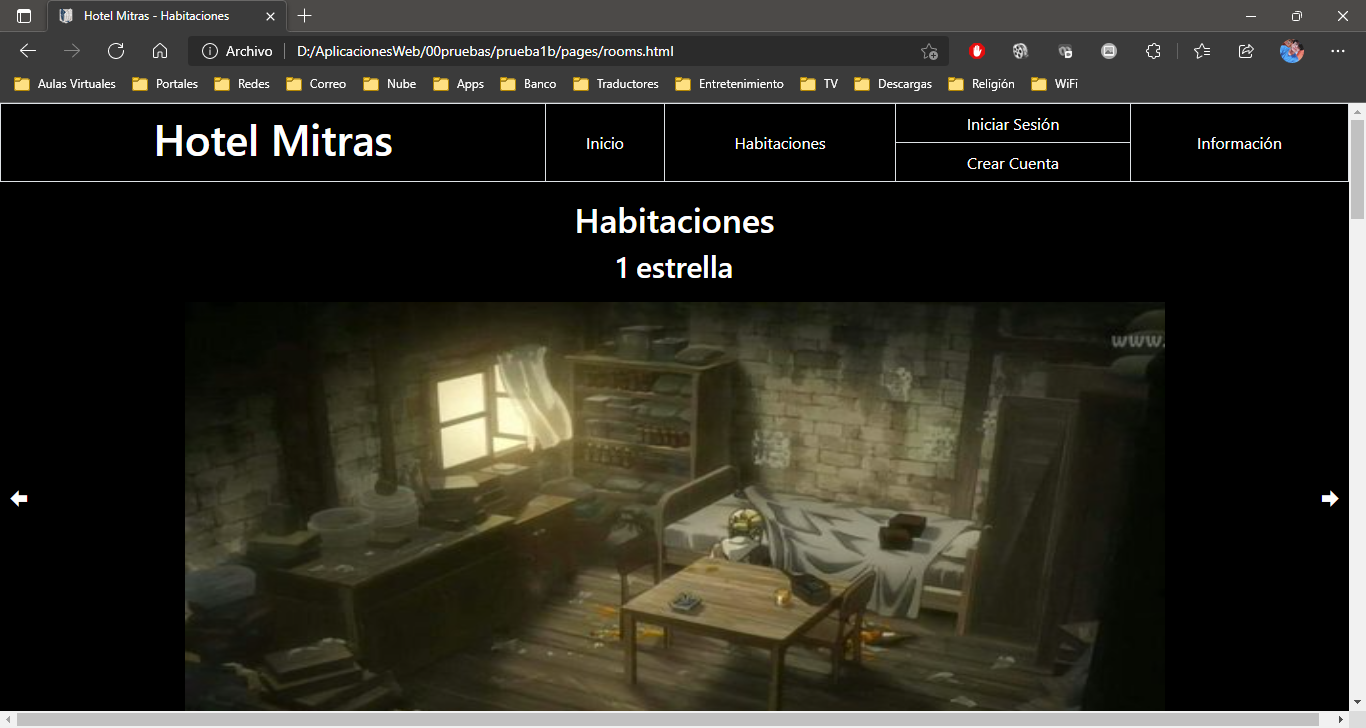 Hotel Mitras - Habitaciones
Archivo
D:/AplicacionesWeb/00pruebas/prueba1b/pages/rooms.html
Aulas Virtuales
Portales
Redes
Correo
Nube
Apps
Banco
Traductores
Entretenimiento
TV
Descargas
Religión
WiFi
Hotel Mitras
Inicio
Habitaciones
Iniciar Sesión
Crear Cuenta
Información
Habitaciones
1 estrella
www.